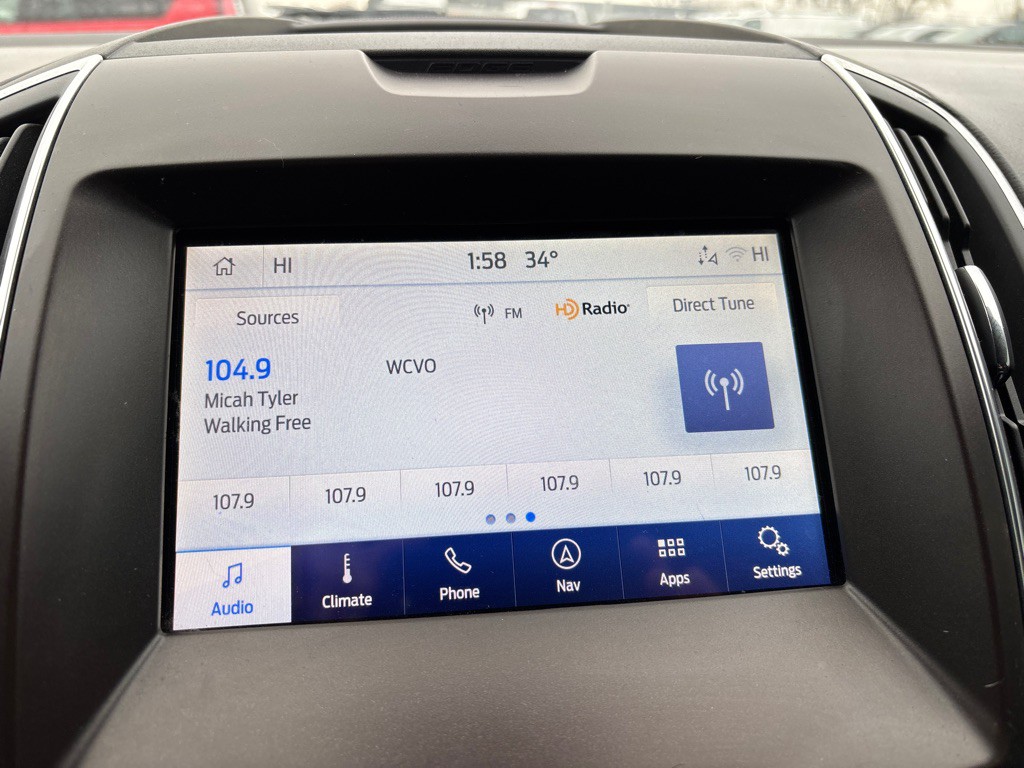 EDGE
HI 1:58 34° HI
Sources FM HD Radio Direct Tune
104.9 WCVO
Micah Tyler
Walking Free
107.9 107.9 107.9 107.9 107.9 107.9
Audio Climate Phone Nav Apps Settings